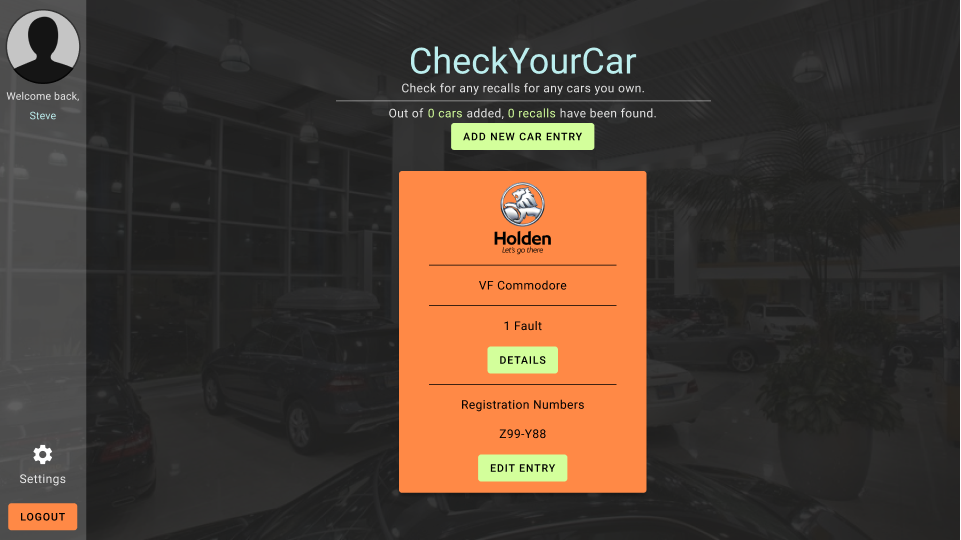 Welcome back,
Steve
Settings
LOGOUT
CheckYourCar
Check for any recalls for any cars you own.
Out of 0 cars added, 0 recalls have been found.
ADD NEW CAR ENTRY
Holden
Let's go there
VF Commodore
1 Fault
DETAILS
Registration Numbers
Z99-Y88
EDIT ENTRY